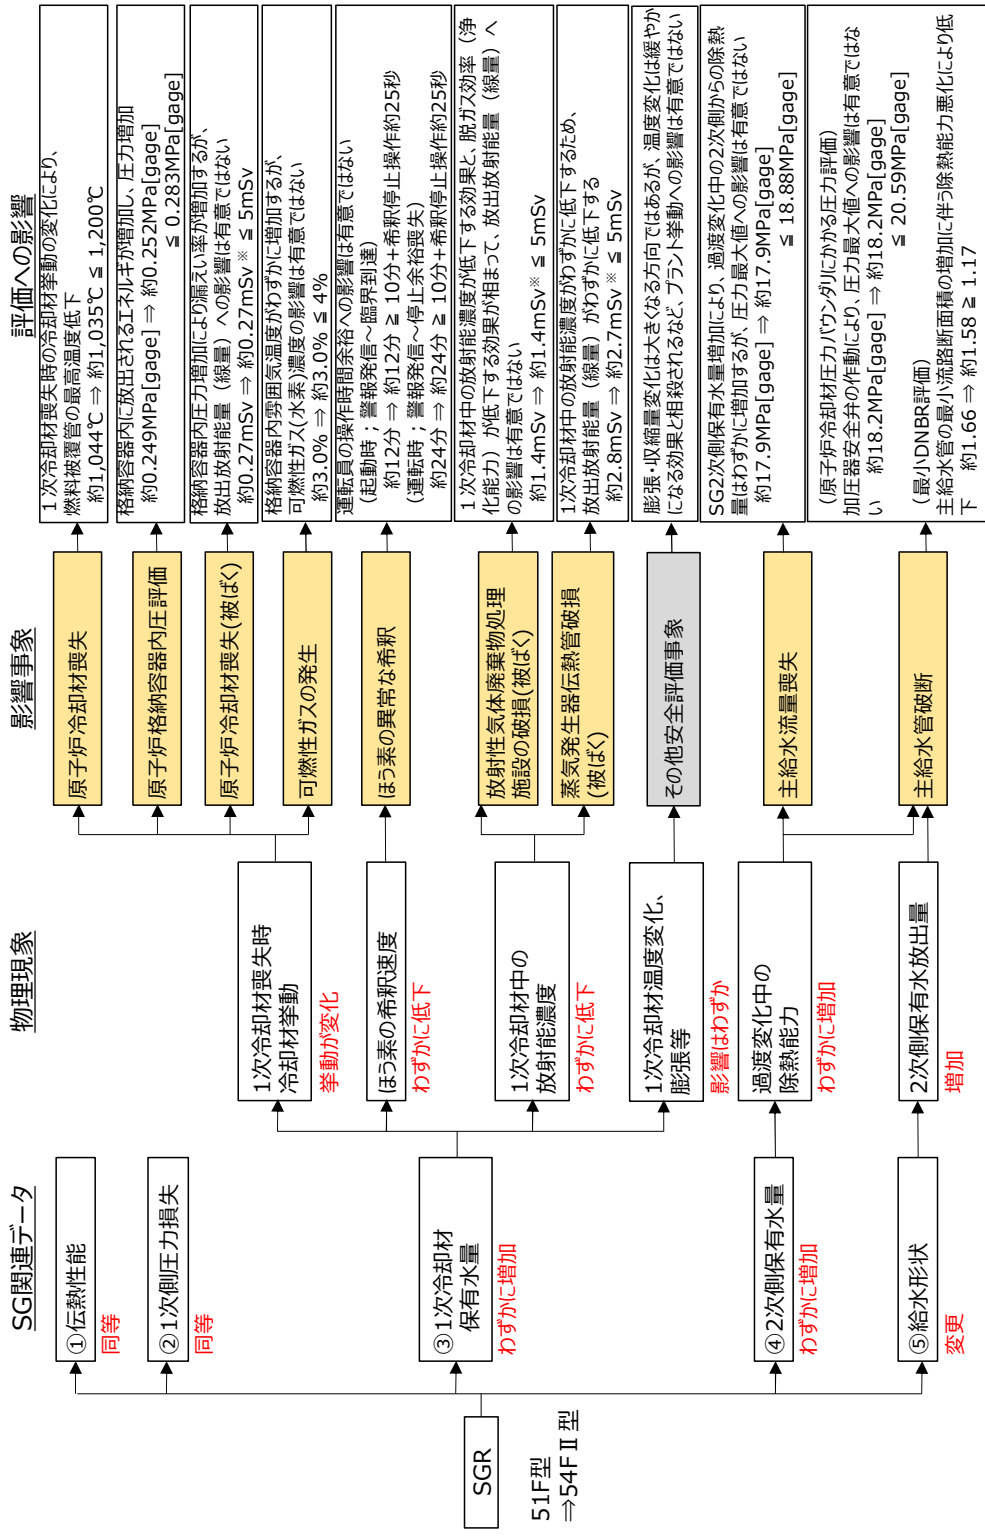 SG関連データ
物理現象
影響事象
評価への影響
SGR
51F型
⇒54FⅡ型
①伝熱性能
同等
②1次側圧力損失
同等
③1次冷却材
保有水量
わずかに増加
④2次側保有水量
わずかに増加
⑤給水形状
変更
1次冷却材喪失時
冷却材挙動
挙動が変化
ほう素の希釈速度
わずかに低下
1次冷却材中の
放射能濃度
わずかに低下
1次冷却材温度変化、
膨張等
影響はわずか
過渡変化中の
除熱能力
わずかに増加
2次側保有水放出量
増加
原子炉冷却材喪失
原子炉格納容器内圧評価
原子炉冷却材喪失(被ばく)
可燃性ガスの発生
ほう素の異常な希釈
放射性気体廃棄物処理
施設の破損(被ばく)
蒸気発生器伝熱管破損
(被ばく)
その他安全評価事象
主給水流量喪失
主給水管破断
1次冷却材喪失時の冷却材挙動の変化により、
燃料被覆管の最高温度低下
約1,044℃ ⇒ 約1,035℃ ≦ 1,200℃
格納容器内に放出されるエネルギが増加し、圧力増加
約0.249MPa[gage] ⇒ 約0.252MPa[gage]
≦ 0.283MPa[gage]
格納容器内圧力増加により漏えい率が増加するが、
放出放射能量（線量）への影響は有意ではない
約0.27mSv ⇒ 約0.27mSv※ ≦ 5mSv
格納容器内雰囲気温度がわずかに増加するが、
可燃性ガス(水素)濃度の影響は有意ではない
約3.0% ⇒ 約3.0% ≦ 4%
運転員の操作時間余裕への影響は有意ではない
（起動時；警報発信～臨界到達）
約12分 ⇒ 約12分 ≧ 10分+希釈停止操作約25秒
（運転時；警報発信～停止余裕喪失）
約24分 ⇒ 約24分 ≧ 10分+希釈停止操作約25秒
1次冷却材中の放射能濃度が低下する効果と、脱ガス効率（浄
化能力）が低下する効果が相まって、放出放射能量（線量）へ
の影響は有意ではない
約1.4mSv ⇒ 約1.4mSv※ ≦ 5mSv
1次冷却材中の放射能濃度がわずかに低下するため、
放出放射能量（線量）がわずかに低下する
約2.8mSv ⇒ 約2.7mSv※ ≦ 5mSv
膨張・収縮量変化は大きくなる方向ではあるが、温度変化は緩やか
になる効果と相殺されるなど、プラント挙動への影響は有意ではない
SG2次側保有水量増加により、過渡変化中の2次側からの除熱
量はわずかに増加するが、圧力最大値への影響は有意ではない
約17.9MPa[gage] ⇒ 約17.9MPa[gage]
≦ 18.88MPa[gage]
（原子炉冷却材圧力バウンダリにかかる圧力評価）
加圧器安全弁の作動により、圧力最大値への影響は有意ではな
い　約18.2MPa[gage] ⇒ 約18.2MPa[gage]
≦ 20.59MPa[gage]
（最小DNBR評価）
主給水管の最小流路断面積の増加に伴う除熱能力悪化により低
下　約1.66 ⇒ 約1.58 ≧ 1.17